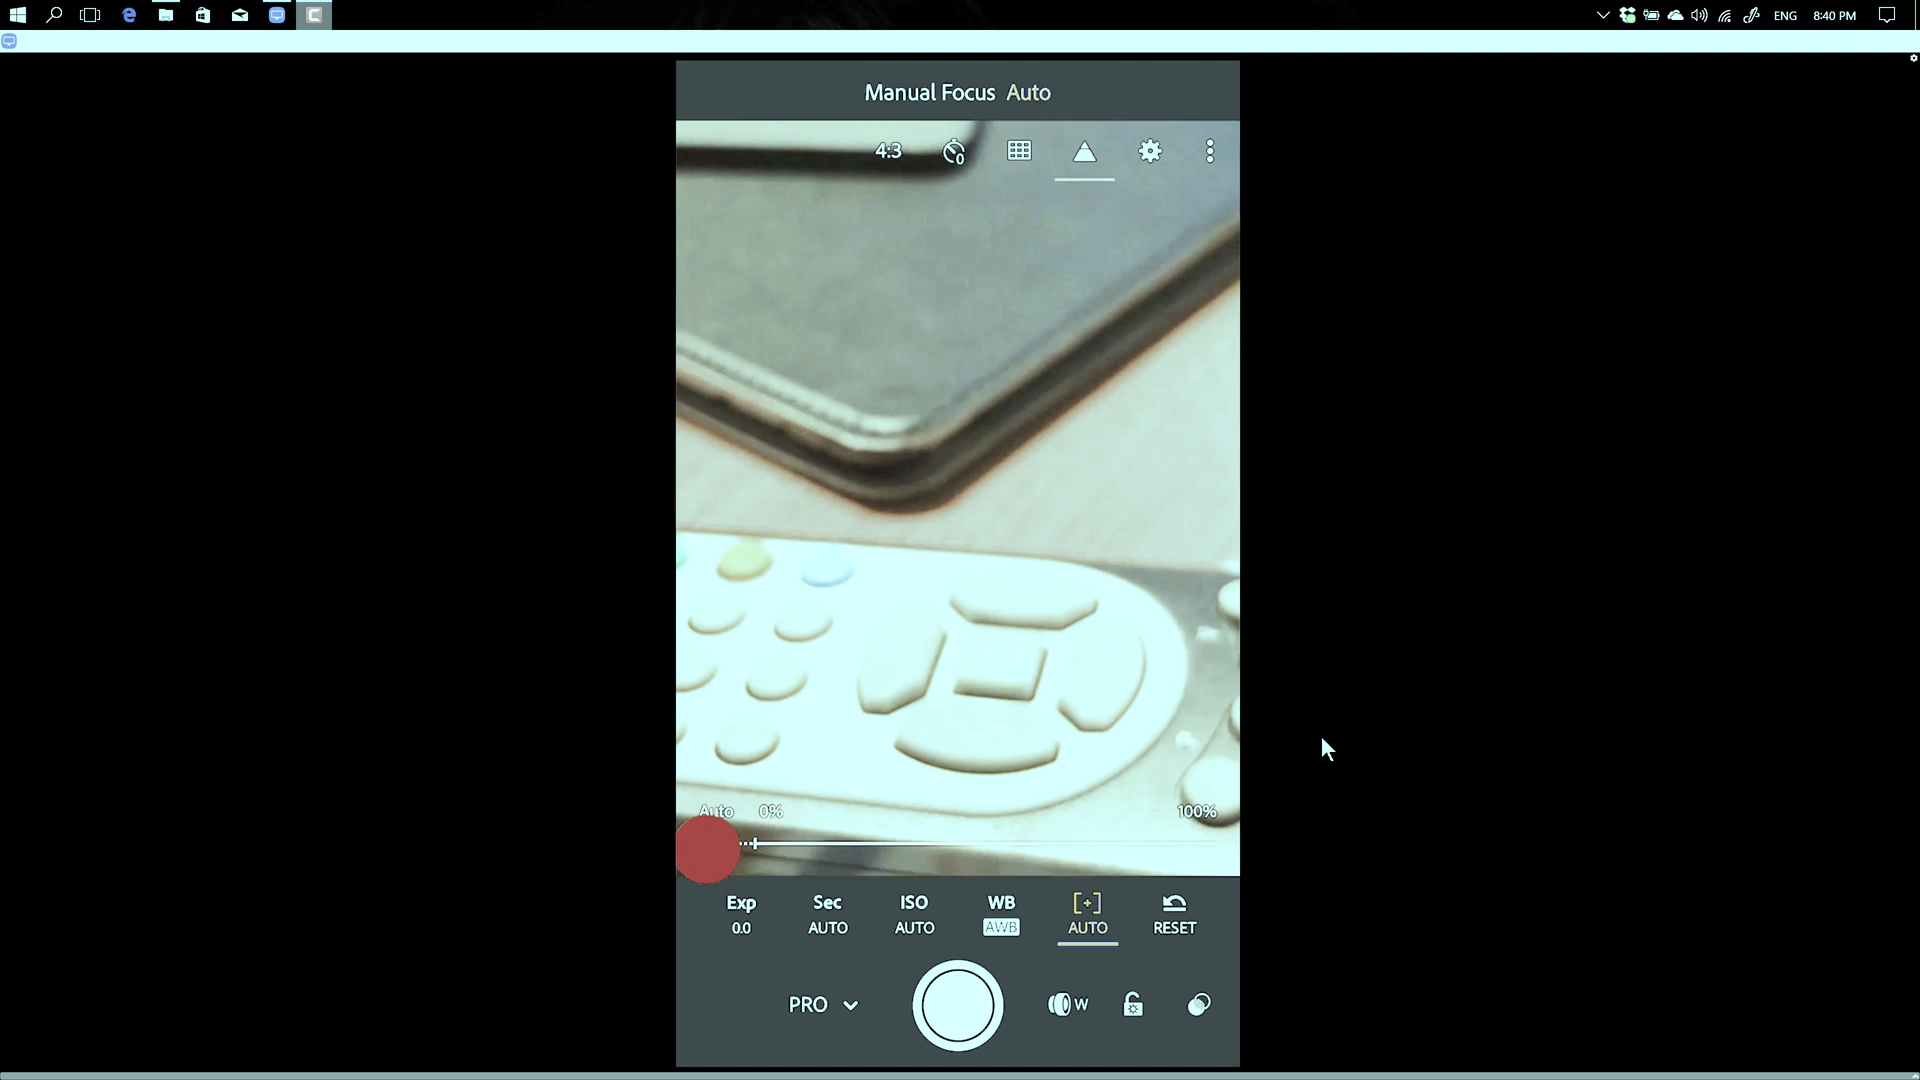 ENG 8:40 PM
Manual Focus Auto
4:3 0
Auto 0% 100%
Exp Sec ISO WB
0.0 AUTO AUTO AWB AUTO RESET
PRO W